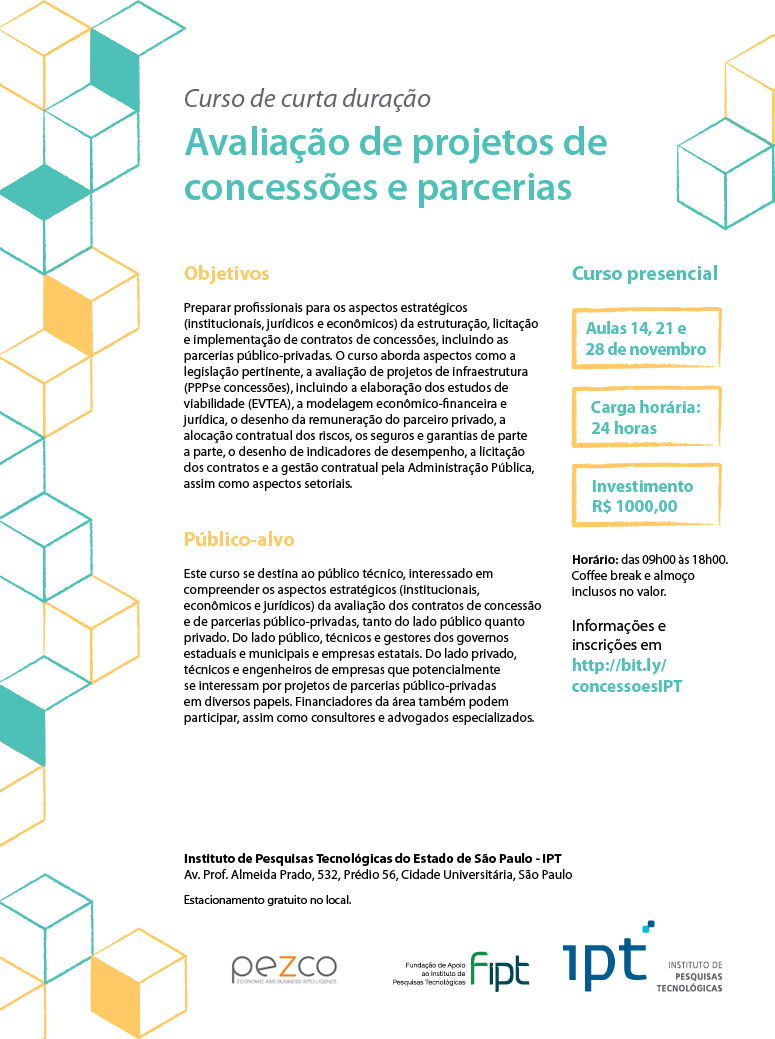 Curso de curta duração
Avaliação de projetos de
concessões e parcerias
Objetivos
Preparar profissionais para os aspectos estratégicos
(institucionais, jurídicos e econômicos) da estruturação, licitação
e implementação de contratos de concessões, incluindo as
parcerias público-privadas. O curso aborda aspectos como a
legislação pertinente, a avaliação de projetos de infraestrutura
(PPPse concessões), incluindo a elaboração dos estudos de
viabilidade (EVTEA), a modelagem econômico-financeira e
jurídica, o desenho da remuneração do parceiro privado, a
alocação contratual dos riscos, os seguros e garantias de parte
a parte, o desenho de indicadores de desempenho, a licitação
dos contratos e a gestão contratual pela Administração Pública,
assim como aspectos setoriais.
Público-alvo
Este curso se destina ao público técnico, interessado em
compreender os aspectos estratégicos (institucionais,
econômicos e jurídicos) da avaliação dos contratos de concessão
e de parcerias público-privadas, tanto do lado público quanto
privado. Do lado público, técnicos e gestores dos governos
estaduais e municipais e empresas estatais. Do lado privado,
técnicos e engenheiros de empresas que potencialmente
se interessam por projetos de parcerias público-privadas
em diversos papeis. Financiadores da área também podem
participar, assim como consultores e advogados especializados.
Curso presencial
Aulas 14, 21 e
28 de novembro
Carga horária:
24 horas
Investimento
R$ 1000,00
Horário: das 09h00 às 18h00.
Coffee break e almoço
inclusos no valor.
Informações e
inscrições em
http://bit.ly/
concessoesIPT
Instituto de Pesquisas Tecnológicas do Estado de São Paulo - IPT
Av. Prof. Almeida Prado, 532, Prédio 56, Cidade Universitária, São Paulo
Estacionamento gratuito no local.
pezco
ECONOMIC AND BUSINESS INTELLIGENCE
Fundação de Apoio
ao Instituto de
Pesquisas Tecnológicas
fipt
ipt
INSTITUTO DE
PESQUISAS
TECNOLÓGICAS